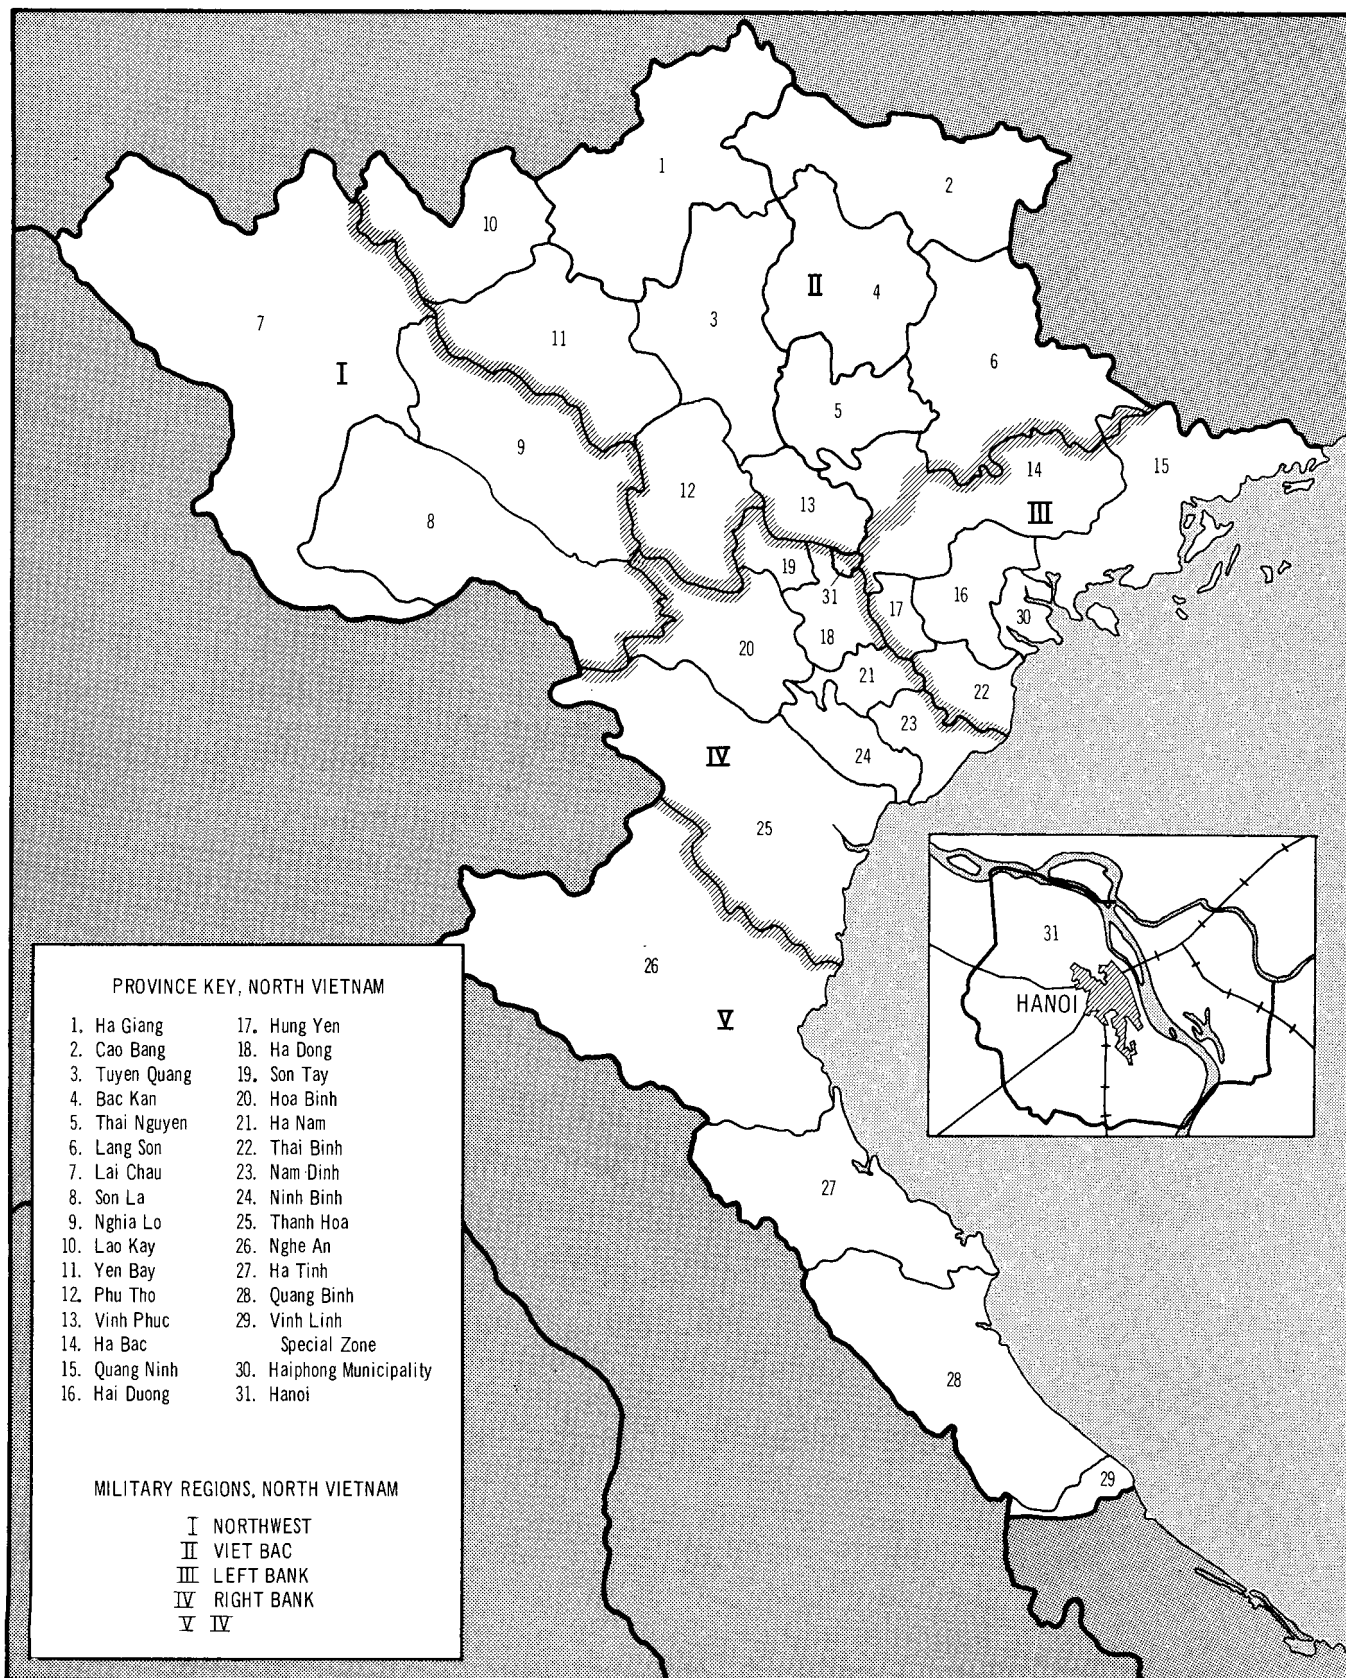 1
2
10
II
4
7
3
11
I
6
5
9
14
15
12
13
III
8
19
31
17
16
30
18
20
21
22
23
IV
24
25
31
26
HANOI
V
27
28
29
PROVINCE KEY, NORTH VIETNAM
1. Ha Giang
2. Cao Bang
3. Tuyen Quang
4. Bac Kan
5. Thai Nguyen
6. Lang Son
7. Lai Chau
8. Son La
9. Nghia Lo
10. Lao Kay
11. Yen Bay
12. Phu Tho
13. Vinh Phuc
14. Ha Bac
15. Quang Ninh
16. Hai Duong
17. Hung Yen
18. Ha Dong
19. Son Tay
20. Hoa Binh
21. Ha Nam
22. Thai Binh
23. Nam Dinh
24. Ninh Binh
25. Thanh Hoa
26. Nghe An
27. Ha Tinh
28. Quang Binh
29. Vinh Linh
Special Zone
30. Haiphong Municipality
31. Hanoi
MILITARY REGIONS, NORTH VIETNAM
I NORTHWEST
II VIET BAC
III LEFT BANK
IV RIGHT BANK
V IV